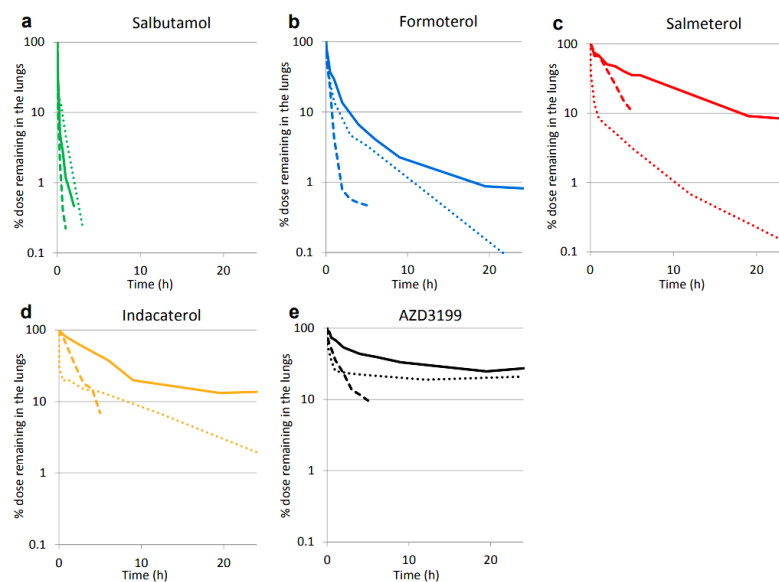 a
Salbutamol
% dose remaining in the lungs
100
10
1
0.1
0
10
20
Time (h)
b
Formoterol
% dose remaining in the lungs
100
10
1
0.1
0
10
20
Time (h)
c
Salmeterol
% dose remaining in the lungs
100
10
1
0.1
0
10
20
Time (h)
d
Indacaterol
% dose remaining in the lungs
100
10
1
0.1
0
10
20
Time (h)
e
AZD3199
% dose remaining in the lungs
100
10
1
0.1
0
10
20
Time (h)